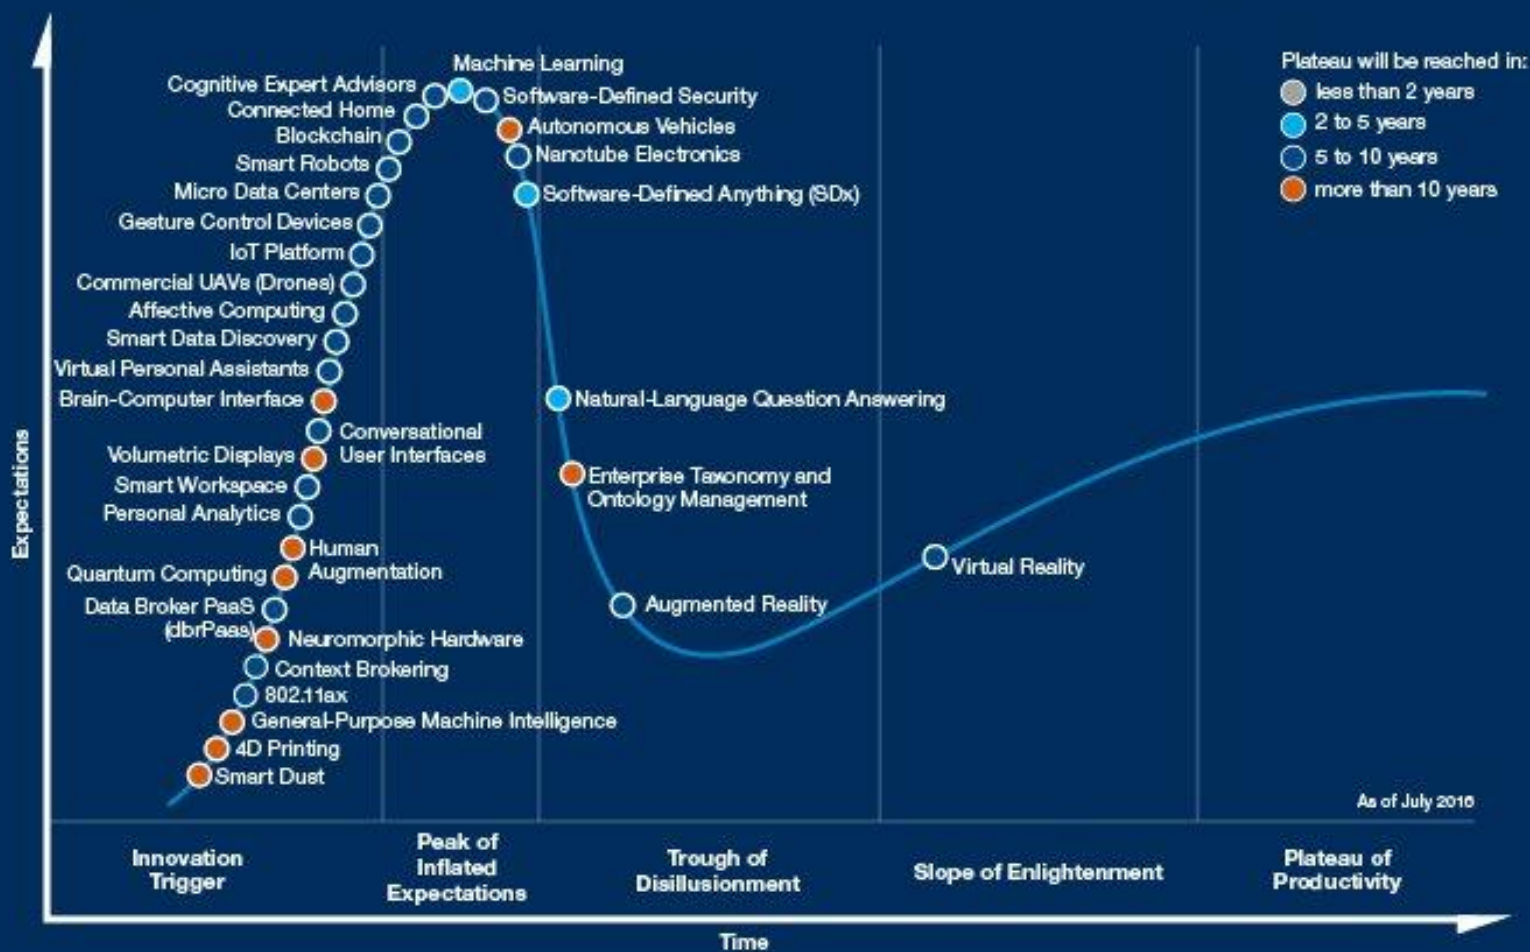 Machine Learning
Cognitive Expert Advisors
Connected Home
Blockchain
Smart Robots
Micro Data Centers
Gesture Control Devices
IoT Platform
Commercial UAVs (Drones)
Affective Computing
Smart Data Discovery
Virtual Personal Assistants
Brain-Computer Interface
Conversational
User Interfaces
Volumetric Displays
Smart Workspace
Personal Analytics
Human
Augmentation
Quantum Computing
Data Broker PaaS
(dbrPaas)
Neuromorphic Hardware
Context Brokering
802.11ax
General-Purpose Machine Intelligence
4D Printing
Smart Dust
Software-Defined Security
Autonomous Vehicles
Nanotube Electronics
Software-Defined Anything (SDx)
Natural-Language Question Answering
Enterprise Taxonomy and
Ontology Management
Augmented Reality
Virtual Reality
Plateau will be reached in:
less than 2 years
2 to 5 years
5 to 10 years
more than 10 years
As of July 2016
Expectations
Innovation
Trigger
Peak of
Inflated
Expectations
Trough of
Disillusionment
Slope of Enlightenment
Plateau of
Productivity
Time